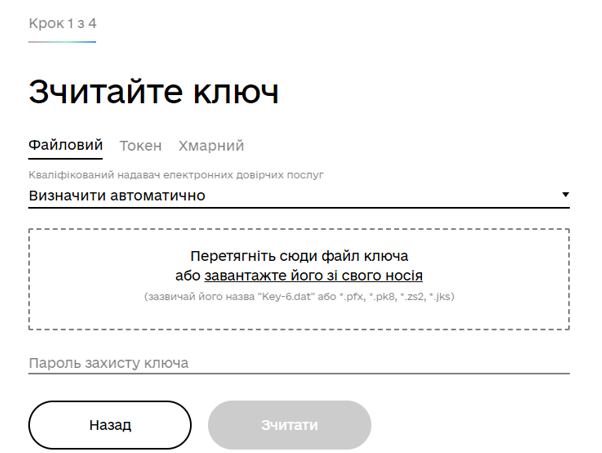 Крок 1 з 4
Зчитайте ключ
Файловий Токен Хмарний
Кваліфікований надавач електронних довірчих послуг
Визначити автоматично
Перетягніть сюди файл ключа
або завантажте його зі свого носія
(зазвичай його назва "Key-6.dat" або *.pfx, *.pk8, *.zs2, *.jks)
Пароль захисту ключа
Назад Зчитати